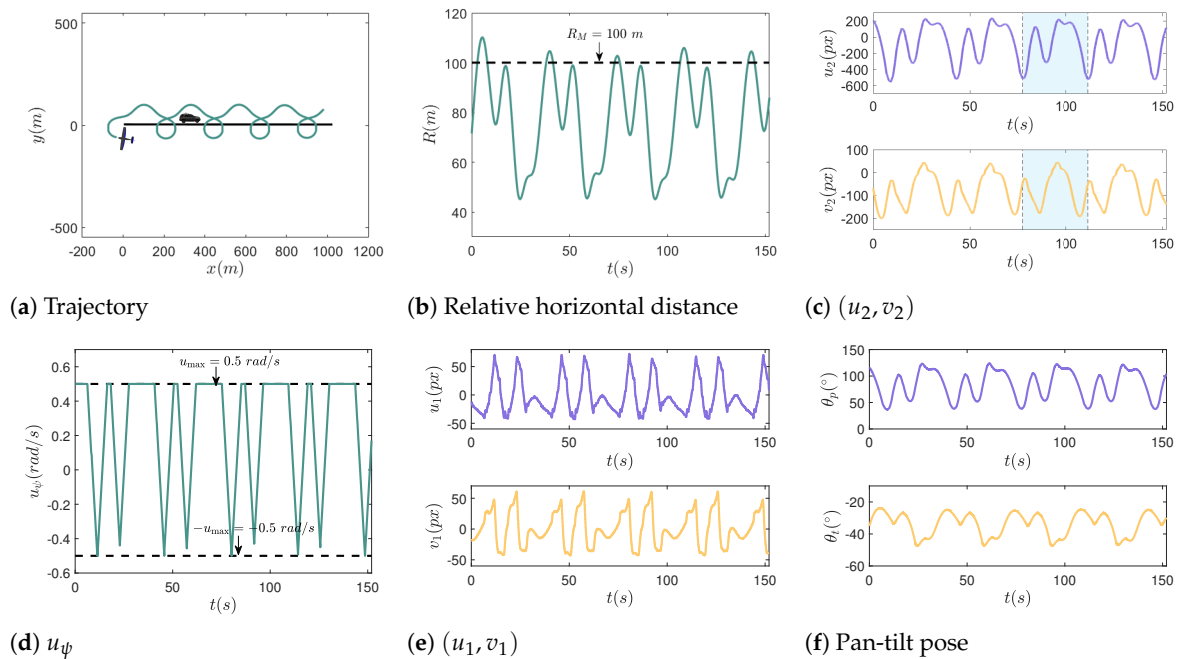 550
0
-500
y(m)
-200 0 200 400 600 800 1000 1200
x(m)
(a) Trajectory
120
100
80
60
40
30
R(m)
R_M = 100 m
0 50 100 150
t(s)
(b) Relative horizontal distance
200
0
-200
-400
-600
u_2(px)
0 50 100 150
t(s)
100
0
-100
-200
v_2(px)
0 50 100 150
t(s)
(c) (u_2, v_2)
0.6
0.4
0.2
0
-0.2
-0.4
-0.6
u_ψ(rad/s)
u_max = 0.5 rad/s
−u_max = −0.5 rad/s
0 50 100 150
t(s)
(d) u_ψ
50
0
-50
u_1(px)
0 50 100 150
t(s)
50
0
-50
v_1(px)
0 50 100 150
t(s)
(e) (u_1, v_1)
150
100
50
0
θ_p(°)
0 50 100 150
t(s)
-20
-40
-60
θ_t(°)
0 50 100 150
t(s)
(f) Pan-tilt pose